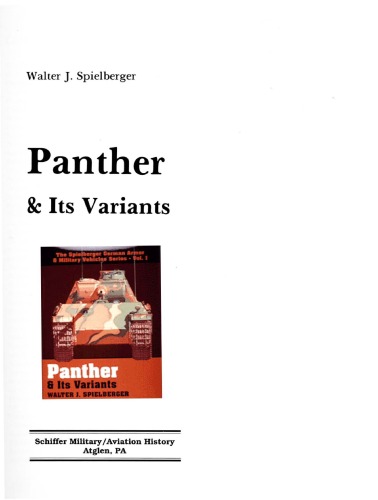 Walter J. Spielberger
Panther
& Its Variants
The Spielberger German Armor
& Military Vehicles Series - Vol. 1
Panther
& Its Variants
WALTER J. SPIELBERGER
Schiffer Military/Aviation History
Atglen, PA